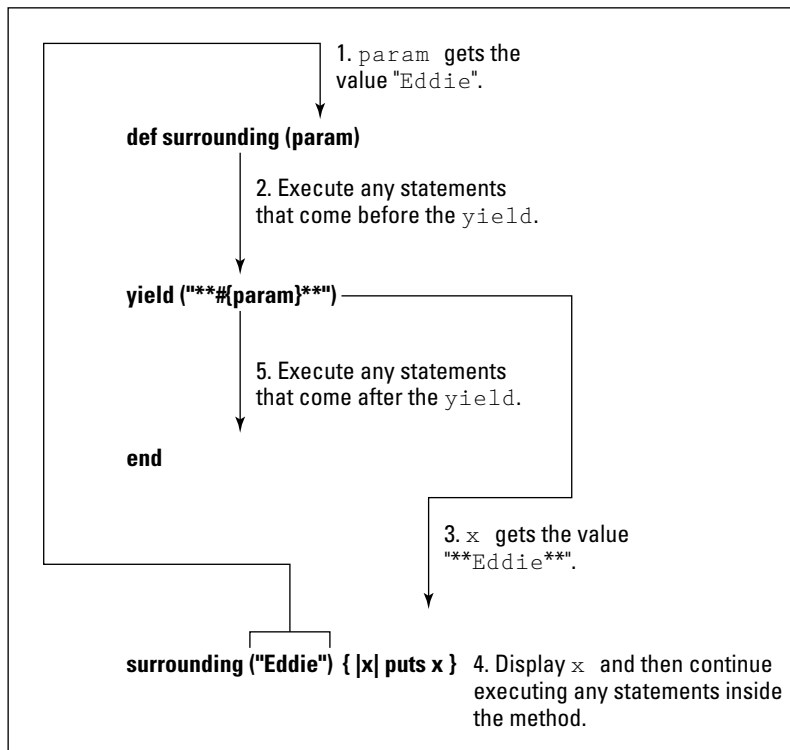 1. param gets the
value "Eddie".
def surrounding (param)
2. Execute any statements
that come before the yield.
yield ("**#{param}**")
5. Execute any statements
that come after the yield.
end
3. x gets the value
"**Eddie**".
surrounding ("Eddie") { |x| puts x }
4. Display x and then continue
executing any statements inside
the method.